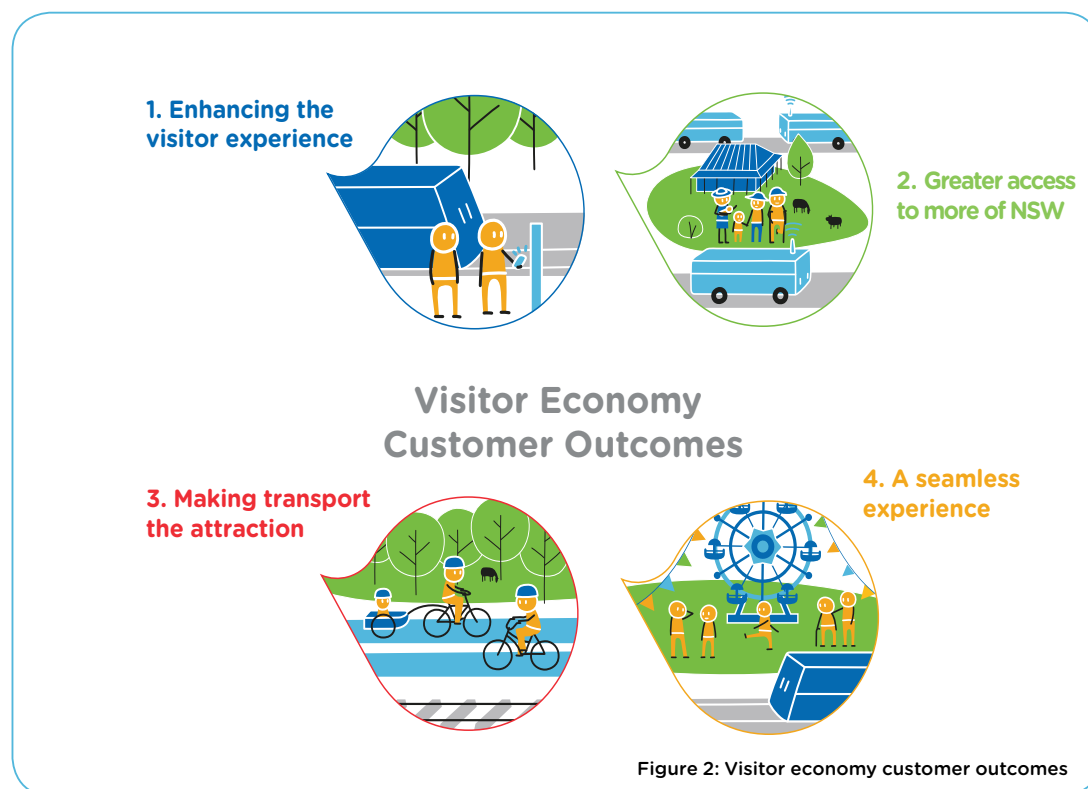 1. Enhancing the
visitor experience
2. Greater access
to more of NSW
Visitor Economy
Customer Outcomes
3. Making transport
the attraction
4. A seamless
experience
Figure 2: Visitor economy customer outcomes